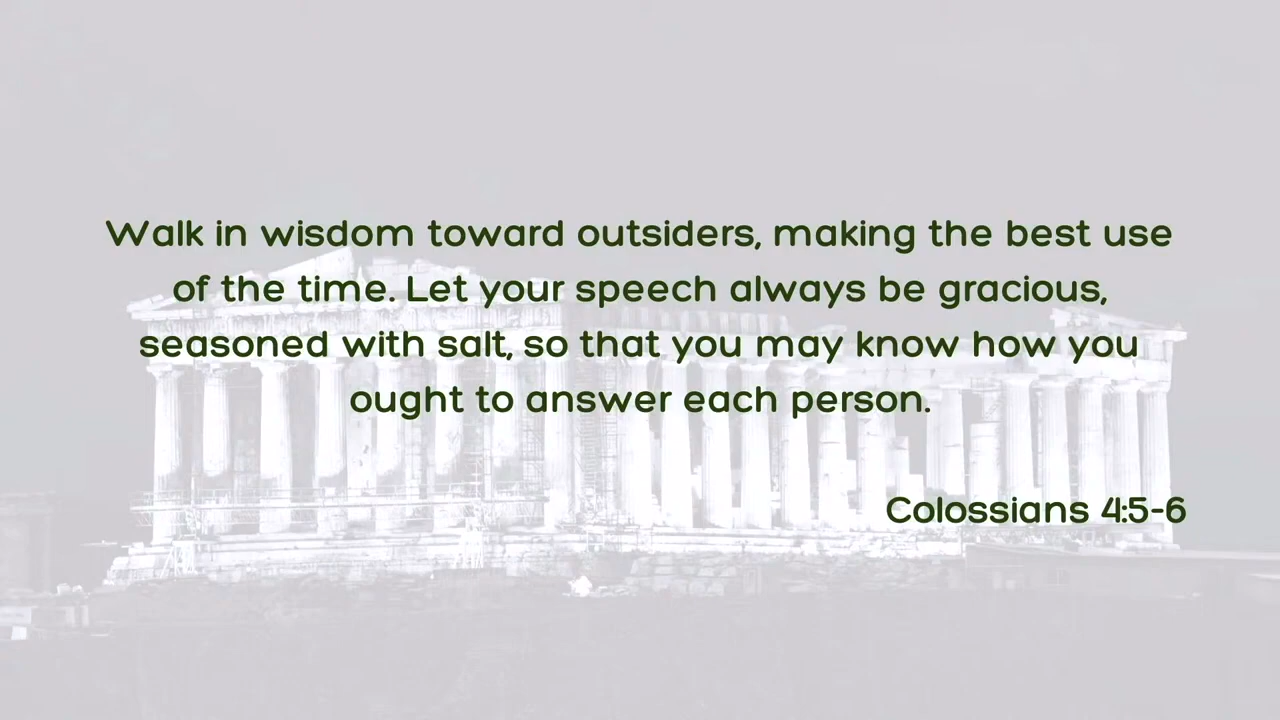 Walk in wisdom toward outsiders, making the best use
of the time. Let your speech always be gracious,
seasoned with salt, so that you may know how you
ought to answer each person.
Colossians 4:5-6